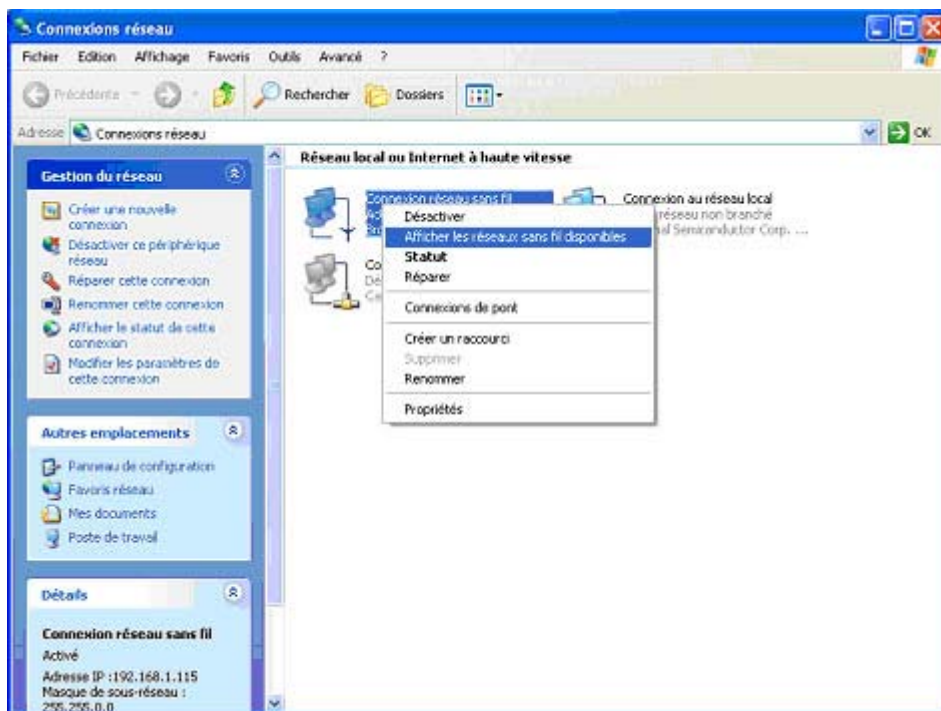 Connexions réseau
Fichier Edition Affichage Favoris Outils Avancé ?
Précédente Rechercher Dossiers
Adresse Connexions réseau OK
Gestion du réseau
Créer une nouvelle
connexion
Désactiver ce périphérique
réseau
Réparer cette connexion
Renommer cette connexion
Afficher le statut de cette
connexion
Modifier les paramètres de
cette connexion
Autres emplacements
Panneau de configuration
Favoris réseau
Mes documents
Poste de travail
Détails
Connexion réseau sans fil
Activé
Adresse IP :192.168.1.115
Masque de sous-réseau :
255.255.0.0
Réseau local ou Internet à haute vitesse
Connexion réseau sans fil
Connexion au réseau local
réseau non branché
Semiconductor Corp. ...
Désactiver
Afficher les réseaux sans fil disponibles
Statut
Réparer
Connexions de pont
Créer un raccourci
Supprimer
Renommer
Propriétés